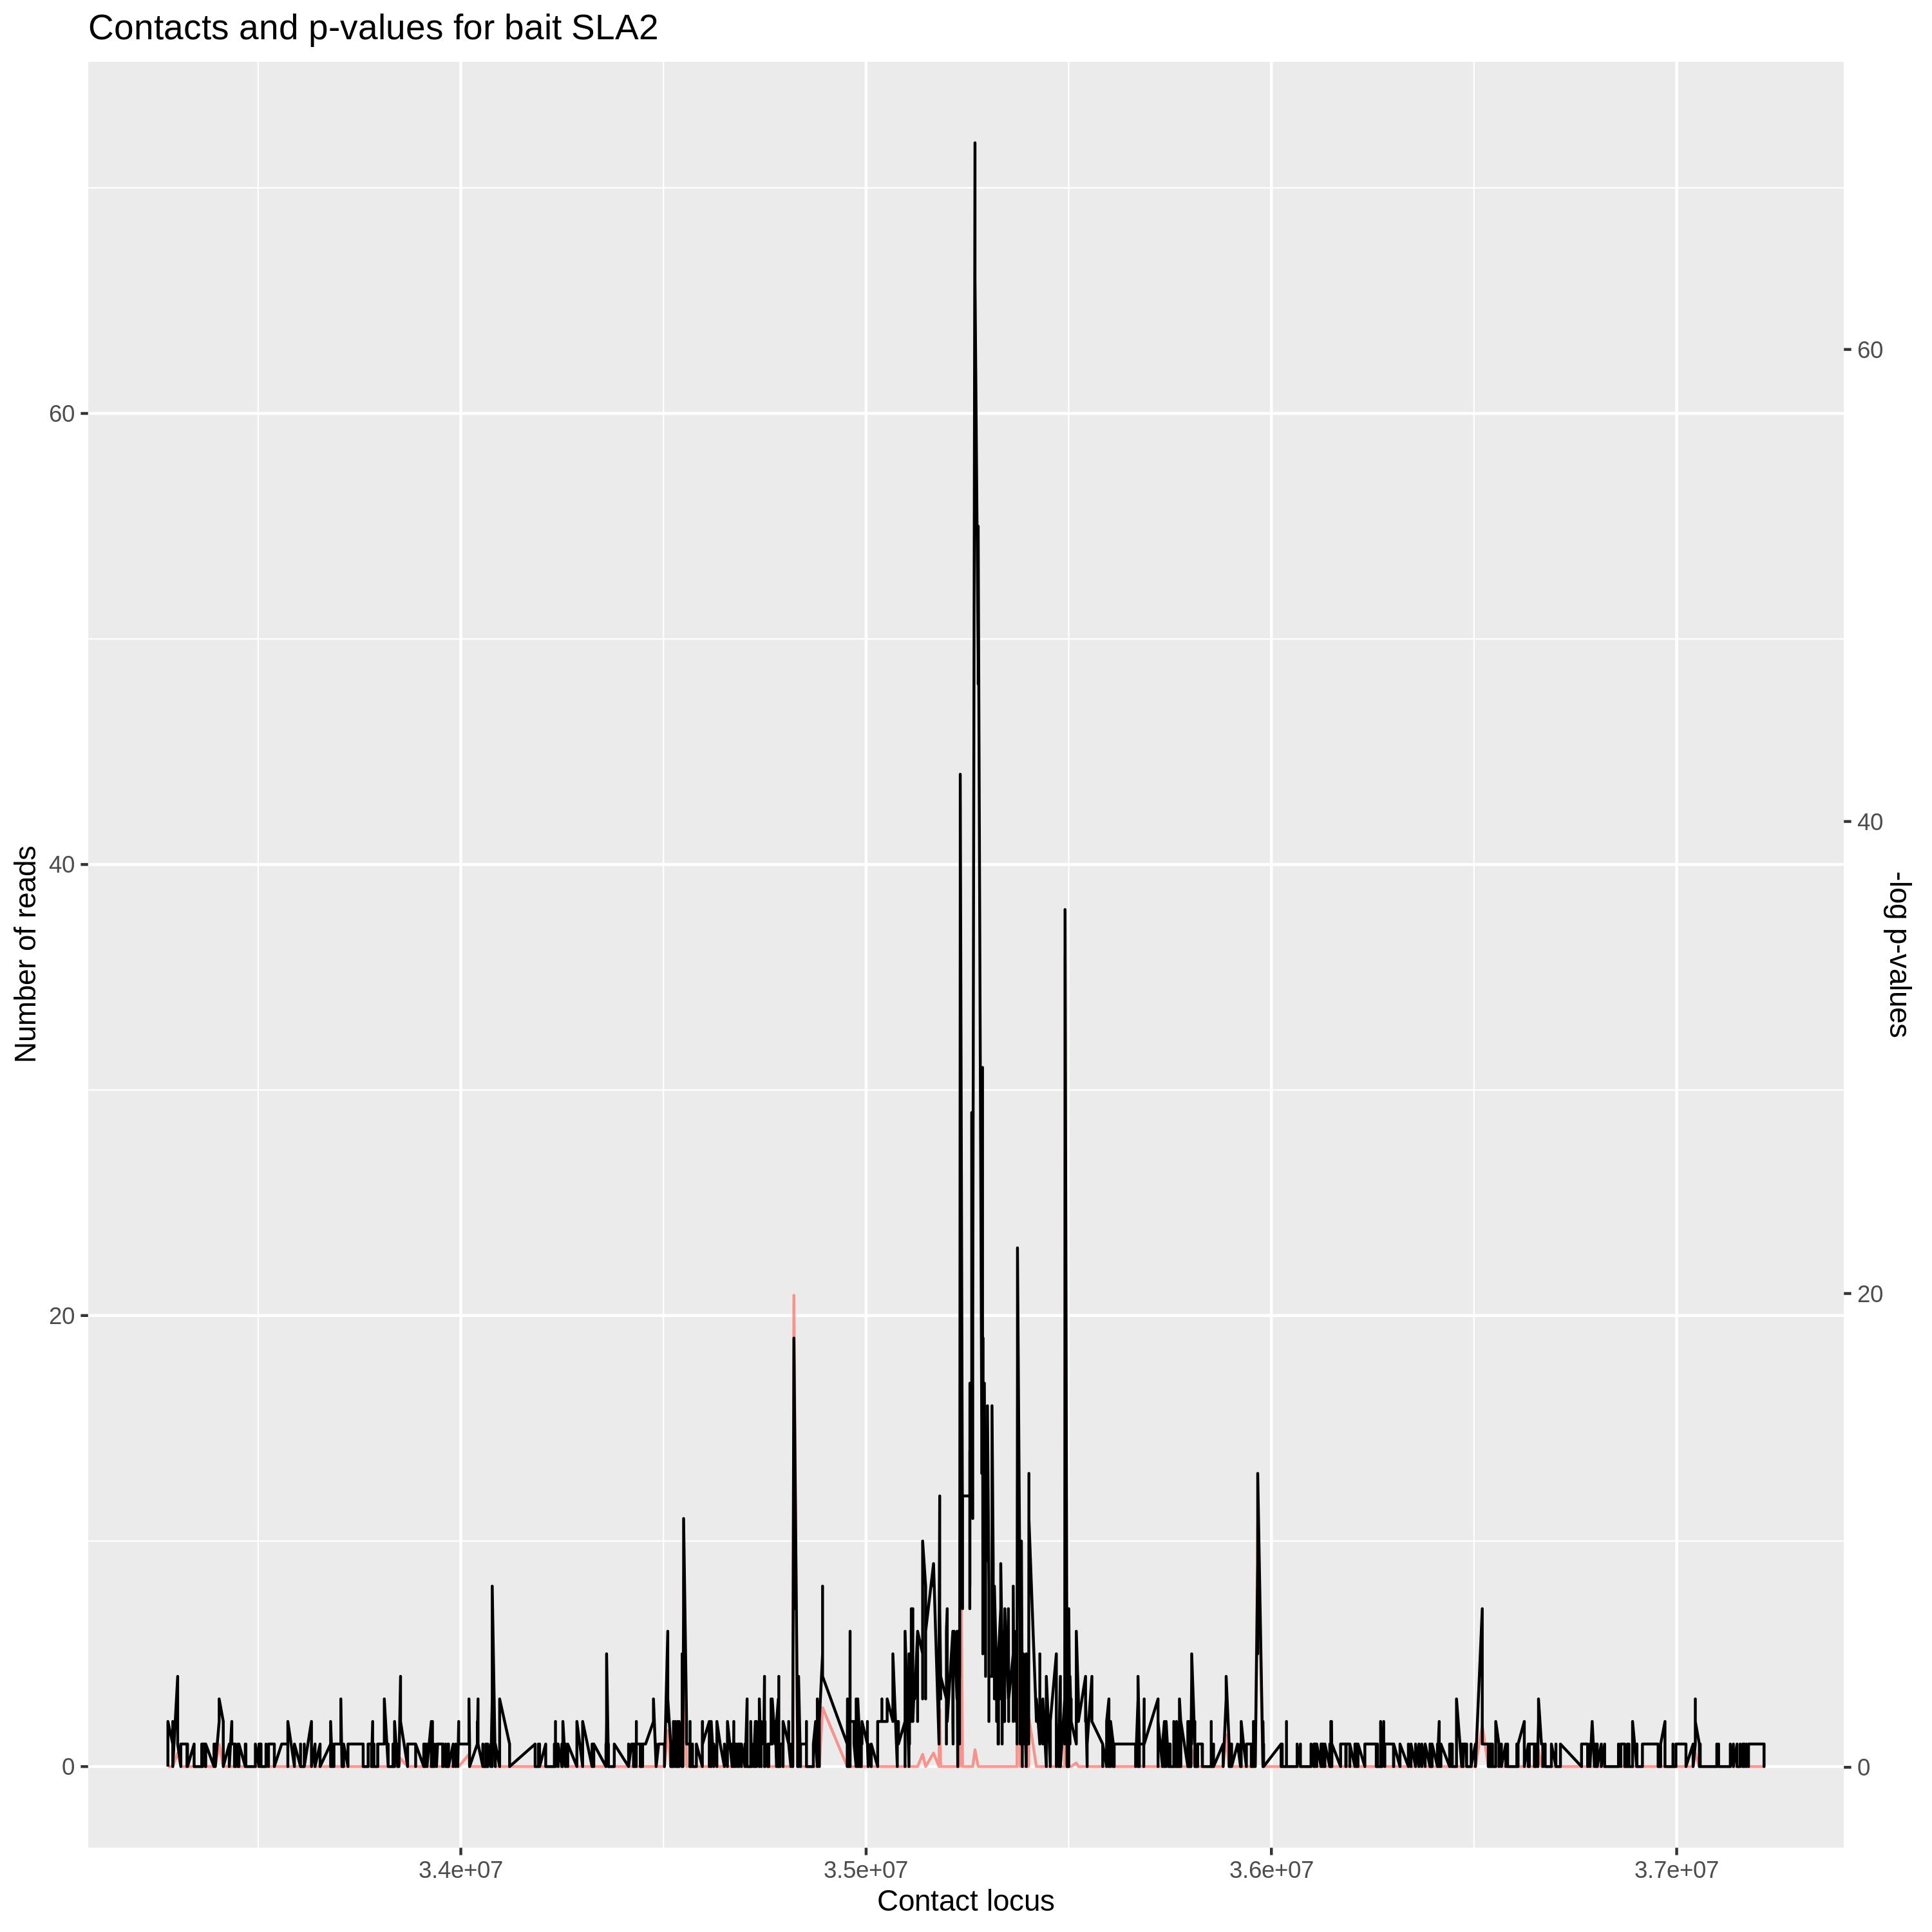 Contacts and p-values for bait SLA2
60
40
20
0
Number of reads
60
40
20
0
-log p-values
3.4e+07 3.5e+07 3.6e+07 3.7e+07
Contact locus